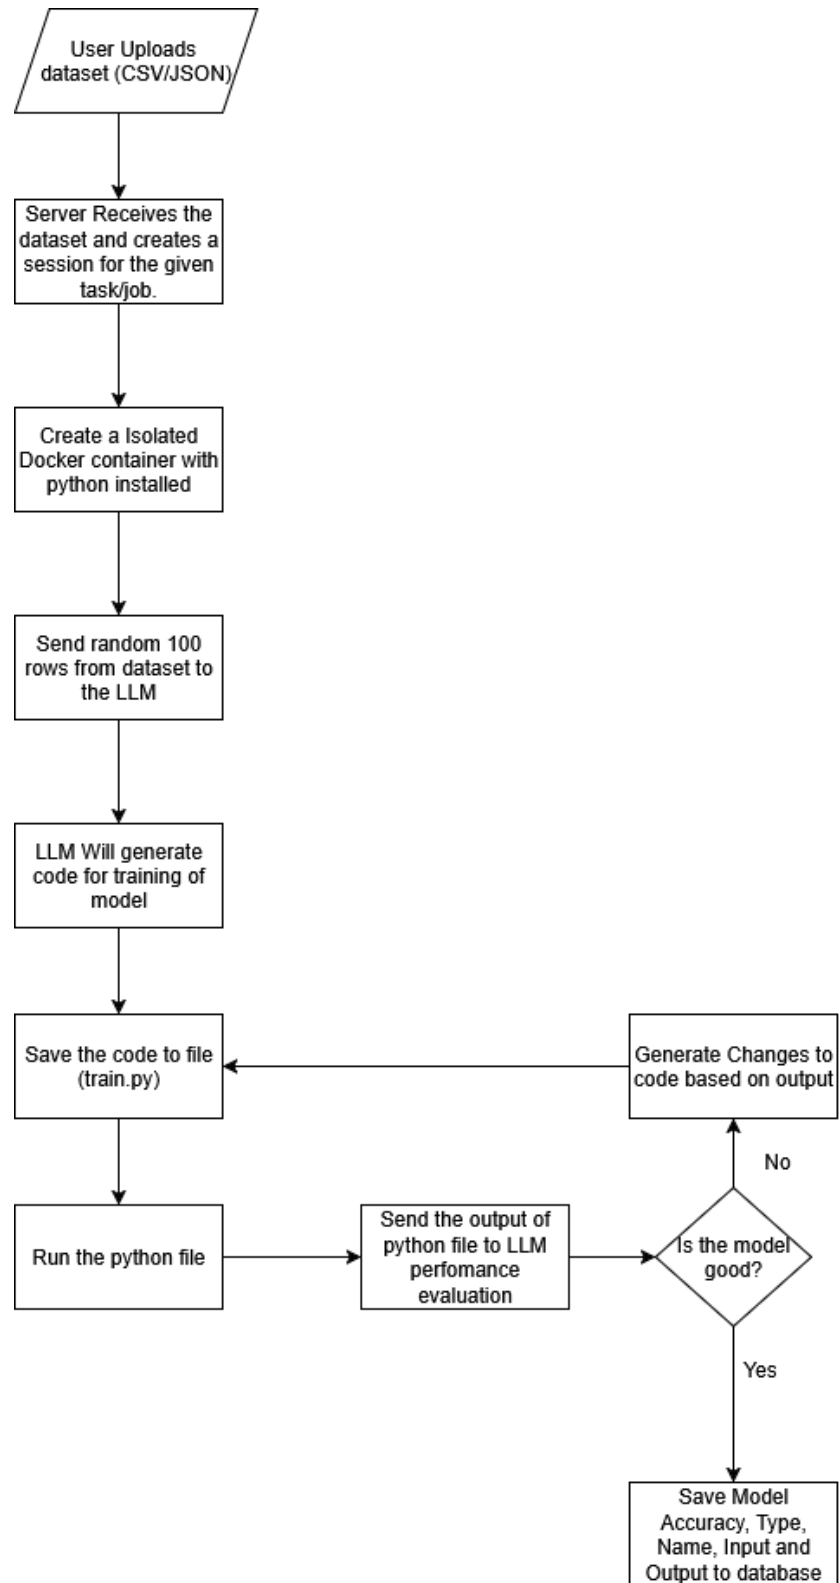 User Uploads
dataset (CSV/JSON)
Server Receives the
dataset and creates a
session for the given
task/job.
Create a Isolated
Docker container with
python installed
Send random 100
rows from dataset to
the LLM
LLM Will generate
code for training of
model
Save the code to file
(train.py)
Generate Changes to
code based on output
No
Run the python file
Send the output of
python file to LLM
perfomance
evaluation
Is the model
good?
Yes
Save Model
Accuracy, Type,
Name, Input and
Output to database